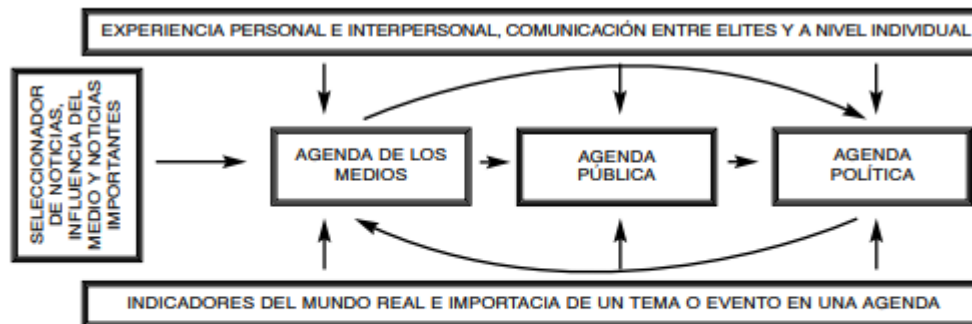 EXPERIENCIA PERSONAL E INTERPERSONAL, COMUNICACIÓN ENTRE ELITES Y A NIVEL INDIVIDUAL
SELECCIONADOR
DE NOTICIAS,
INFLUENCIA DEL
MEDIO Y NOTICIAS
IMPORTANTES
AGENDA DE LOS
MEDIOS
AGENDA
PÚBLICA
AGENDA
POLÍTICA
INDICADORES DEL MUNDO REAL E IMPORTACIA DE UN TEMA O EVENTO EN UNA AGENDA